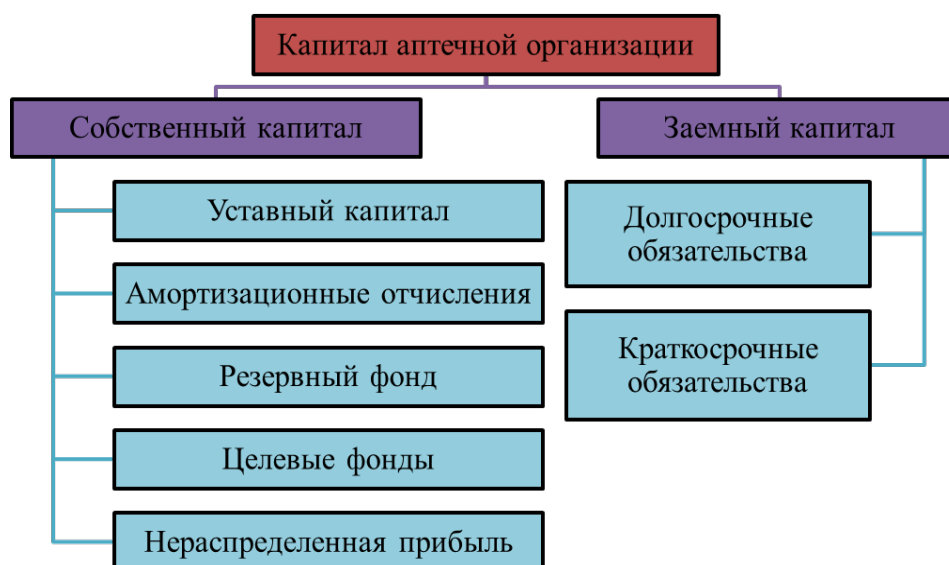 Капитал аптечной организации
Собственный капитал
Заемный капитал
Уставный капитал
Амортизационные отчисления
Резервный фонд
Целевые фонды
Нераспределенная прибыль
Долгосрочные
обязательства
Краткосрочные
обязательства